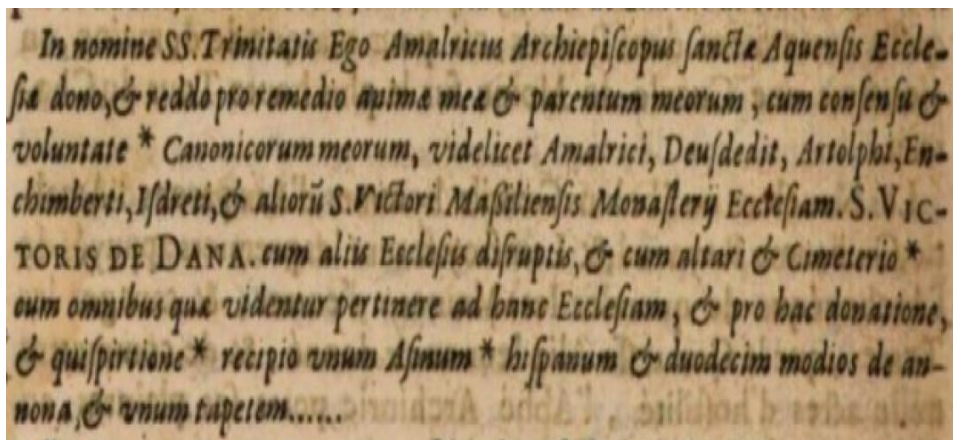 In nomine SS. Trinitatis Ego Amalricus Archiepiſcopus ſanctæ Aquenſis Eccle-
ſiæ dono, & reddo pro remedio animæ meæ & parentum meorum, cum conſenſu &
voluntate * Canonicorum meorum, videlicet Amalrici, Deuſdedit, Artolphi, En-
chimberti, Iſdreti, & aliorũ S. Victori Maßilienſis Monaſterij Eccleſiam. S. VIC-
TORIS DE DANA. cum aliis Eccleſiis diſruptis, & cum altari & Cimeterio *
cum omnibus quæ videntur pertinere ad hanc Eccleſiam, & pro hac donatione,
& quiſpirtione * recipio vnum Aſinum * hiſpanum & duodecim modios de an-
nona, & vnum tapetem......